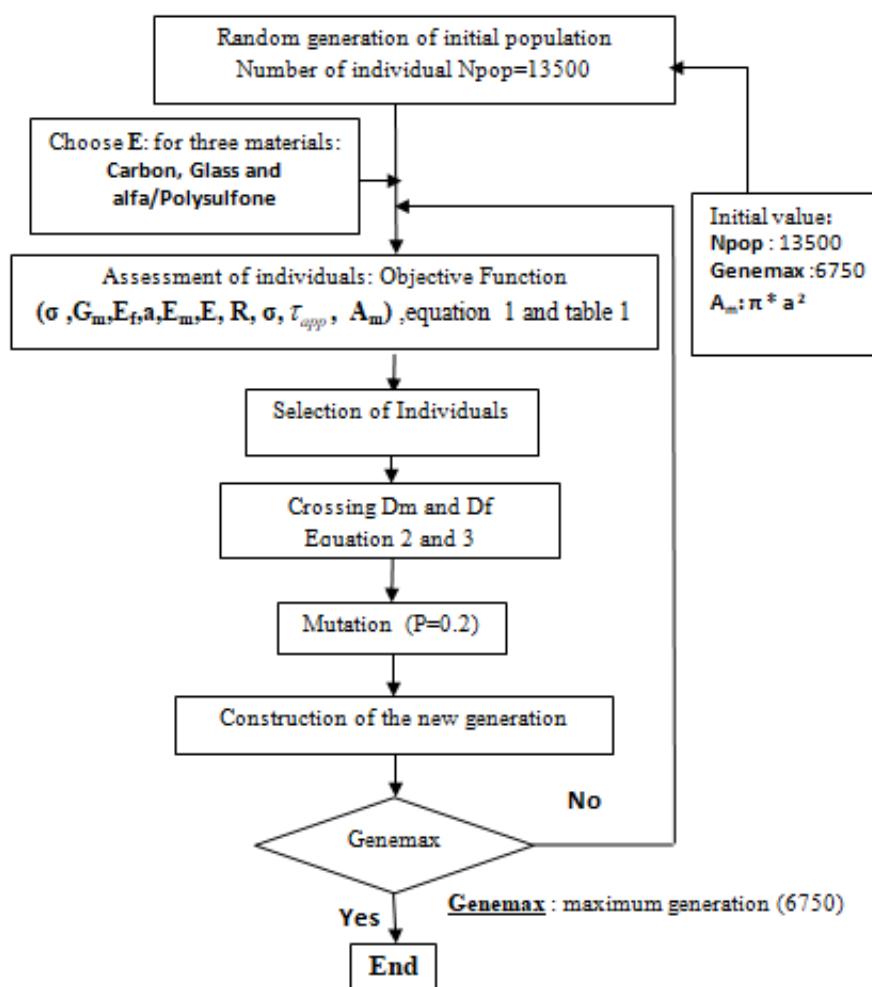 Random generation of initial population
Number of individual Npop=13500
Choose E: for three materials:
Carbon, Glass and
alfa/Polysulfone
Initial value:
Npop : 13500
Genemax :6750
Aₘ: π * a²
Assessment of individuals: Objective Function
(σ ,Gₘ,E_f,a,Eₘ,E, R, σ, τₐₚₚ , Aₘ) ,equation 1 and table 1
Selection of Individuals
Crossing Dm and Df
Equation 2 and 3
Mutation (P=0.2)
Construction of the new generation
No
Genemax
Genemax : maximum generation (6750)
Yes
End